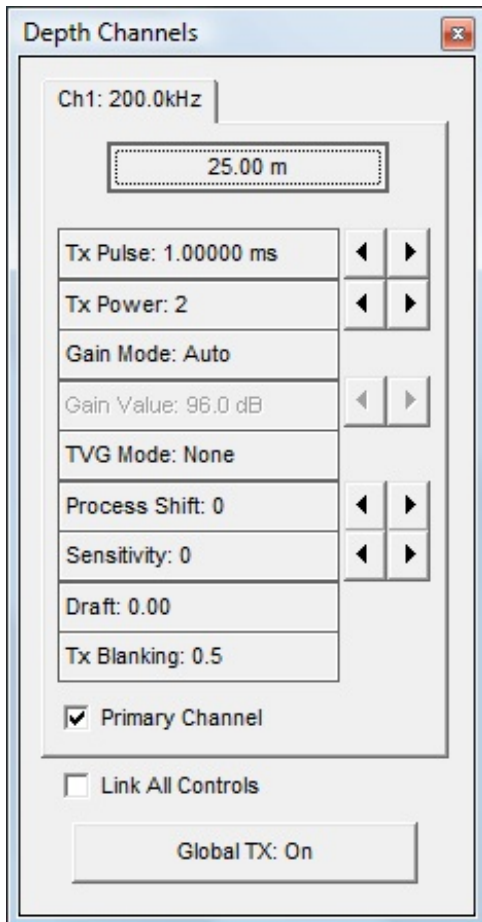 Depth Channels
Ch1: 200.0kHz
25.00 m
Tx Pulse: 1.00000 ms
Tx Power: 2
Gain Mode: Auto
Gain Value: 96.0 dB
TVG Mode: None
Process Shift: 0
Sensitivity: 0
Draft: 0.00
Tx Blanking: 0.5
Primary Channel
Link All Controls
Global TX: On